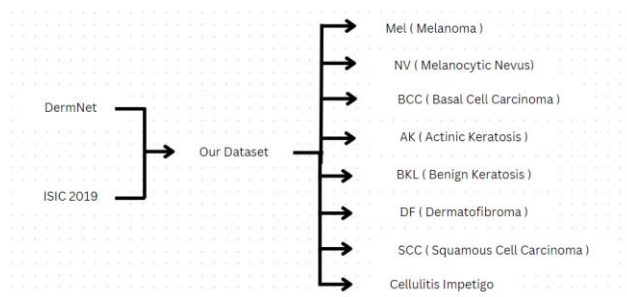 DermNet
ISIC 2019
Our Dataset
Mel ( Melanoma )
NV ( Melanocytic Nevus)
BCC ( Basal Cell Carcinoma )
AK ( Actinic Keratosis )
BKL ( Benign Keratosis )
DF ( Dermatofibroma )
SCC ( Squamous Cell Carcinoma )
Cellulitis Impetigo